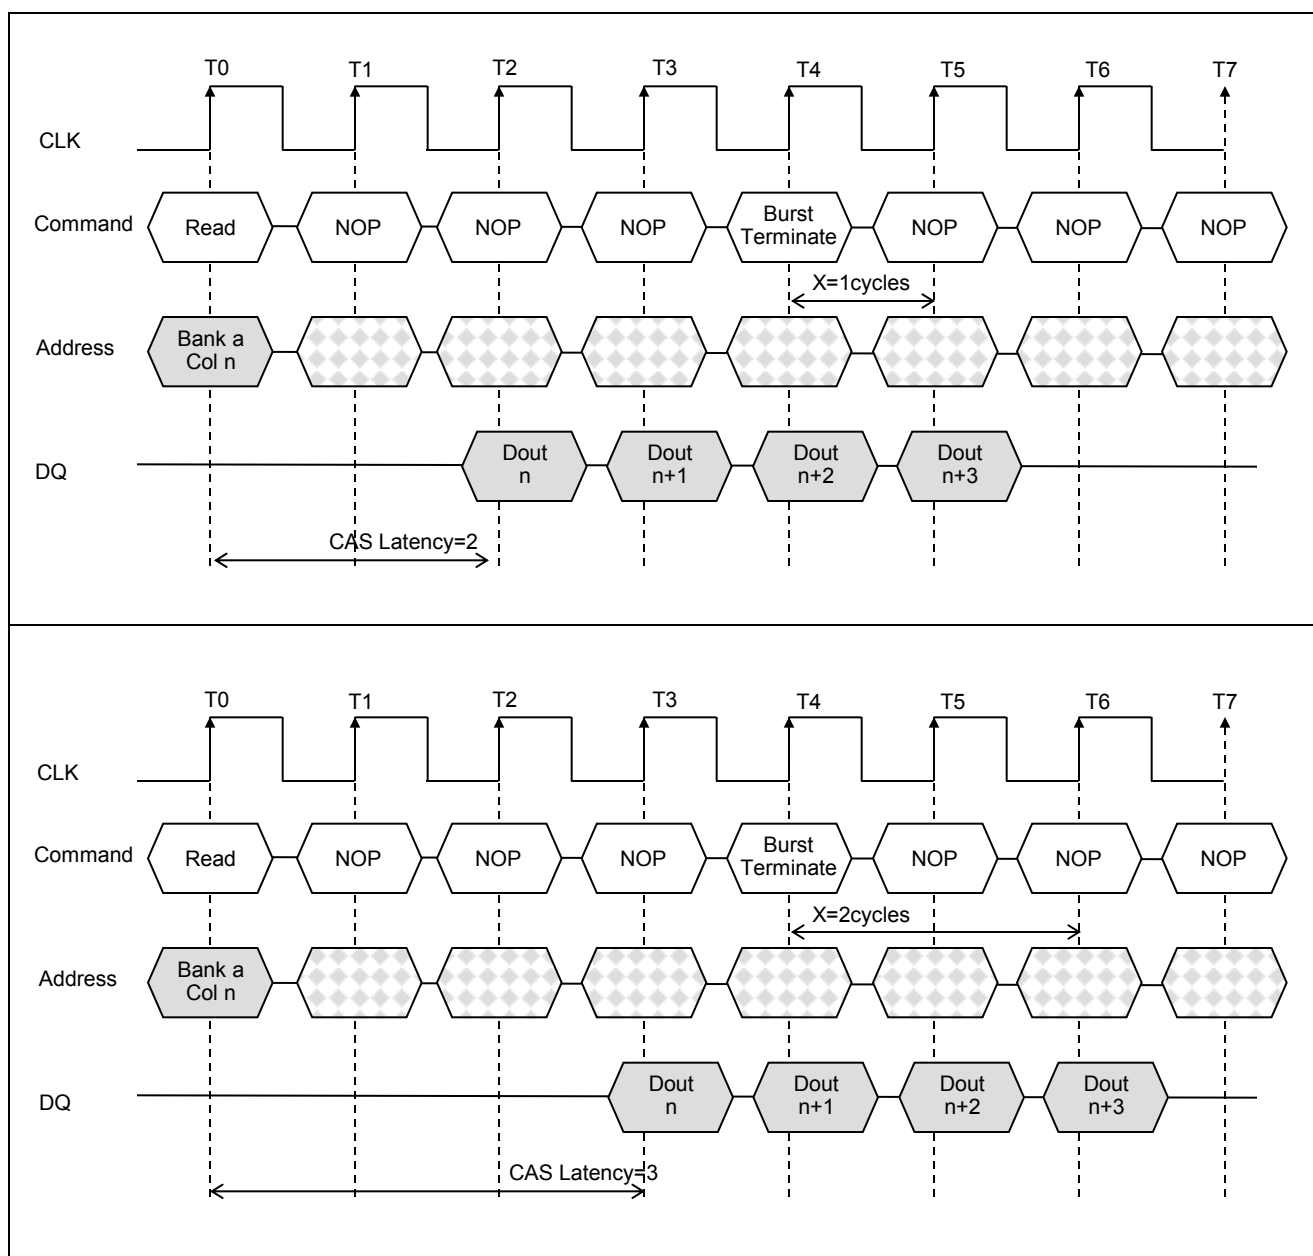 T0 T1 T2 T3 T4 T5 T6 T7
CLK
Command Read NOP NOP NOP Burst Terminate NOP NOP NOP
X=1cycles
Address Bank a Col n
DQ Dout n Dout n+1 Dout n+2 Dout n+3
CAS Latency=2
T0 T1 T2 T3 T4 T5 T6 T7
CLK
Command Read NOP NOP NOP Burst Terminate NOP NOP NOP
X=2cycles
Address Bank a Col n
DQ Dout n Dout n+1 Dout n+2 Dout n+3
CAS Latency=3